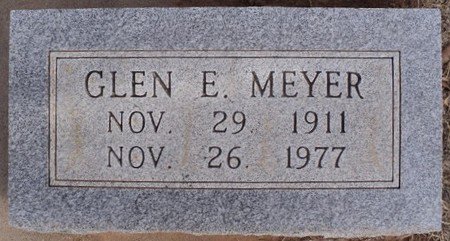 GLEN E. MEYER
NOV. 29 1911
NOV. 26. 1977